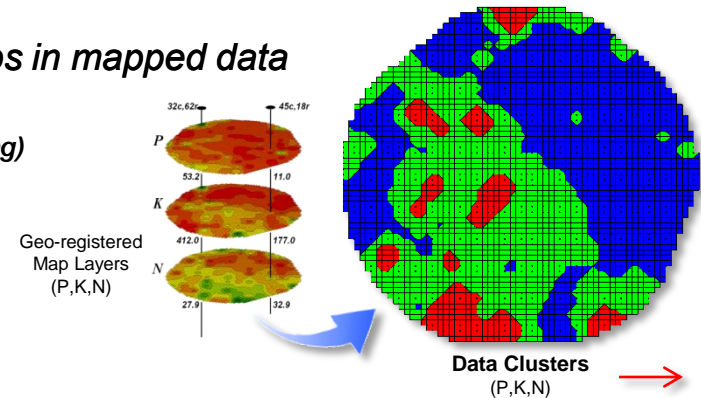 s in mapped data
g)
32c,62r 45c,18r
P
53.2 11.0
K
412.0 177.0
N
27.9 32.9
Geo-registered
Map Layers
(P,K,N)
Data Clusters
(P,K,N)